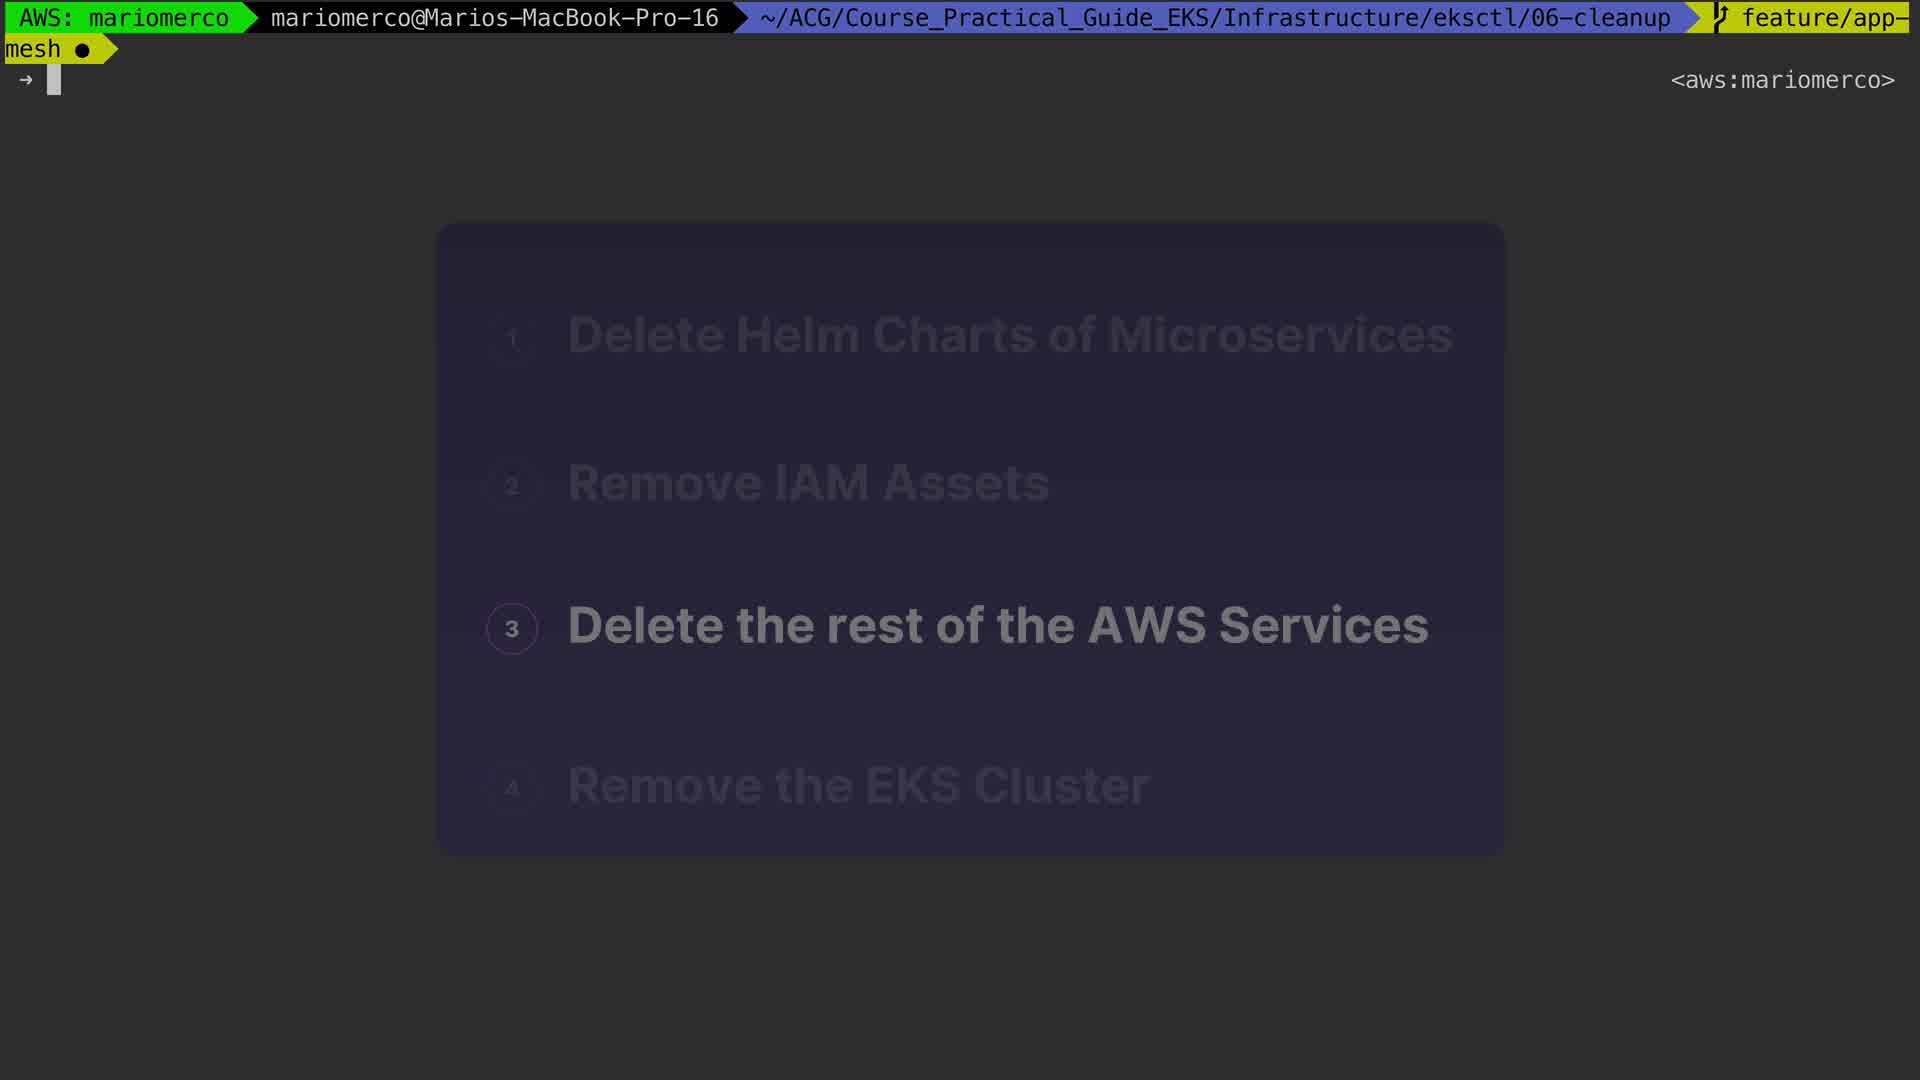 AWS: mariomerco mariomerco@Marios-MacBook-Pro-16 ~/ACG/Course_Practical_Guide_EKS/Infrastructure/eksctl/06-cleanup feature/app-
mesh ●
→ <aws:mariomerco>
1 Delete Helm Charts of Microservices
2 Remove IAM Assets
3 Delete the rest of the AWS Services
4 Remove the EKS Cluster